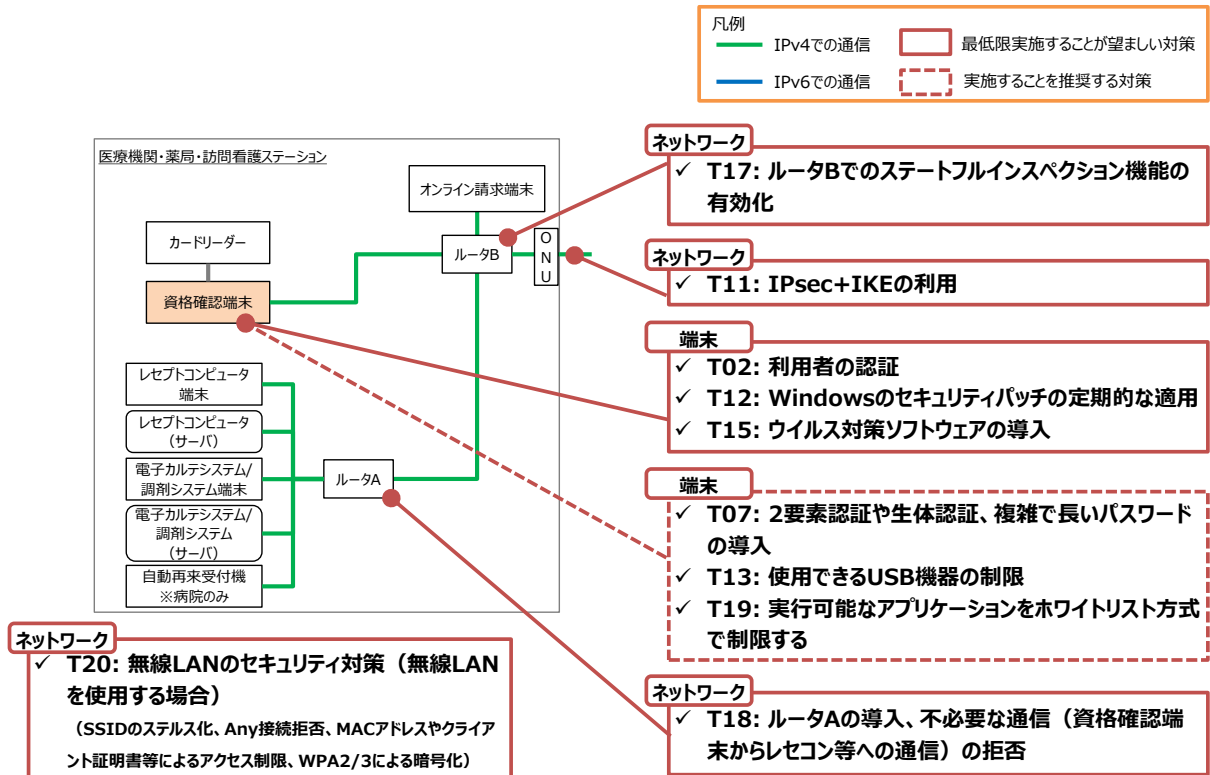 凡例
IPv4での通信
最低限実施することが望ましい対策
IPv6での通信
実施することを推奨する対策
医療機関・薬局・訪問看護ステーション
オンライン請求端末
カードリーダー
ルータB
O
N
U
資格確認端末
レセプトコンピュータ
端末
レセプトコンピュータ
(サーバ)
電子カルテシステム/
調剤システム端末
ルータA
電子カルテシステム/
調剤システム
(サーバ)
自動再来受付機
※病院のみ
ネットワーク
✓ T17: ルータBでのステートフルインスペクション機能の
有効化
ネットワーク
✓ T11: IPsec+IKEの利用
端末
✓ T02: 利用者の認証
✓ T12: Windowsのセキュリティパッチの定期的な適用
✓ T15: ウイルス対策ソフトウェアの導入
端末
✓ T07: 2要素認証や生体認証、複雑で長いパスワード
の導入
✓ T13: 使用できるUSB機器の制限
✓ T19: 実行可能なアプリケーションをホワイトリスト方式
で制限する
ネットワーク
✓ T18: ルータAの導入、不必要な通信（資格確認端
末からレセコン等への通信）の拒否
ネットワーク
✓ T20: 無線LANのセキュリティ対策（無線LAN
を使用する場合）
（SSIDのステルス化、Any接続拒否、MACアドレスやクライア
ント証明書等によるアクセス制限、WPA2/3による暗号化）